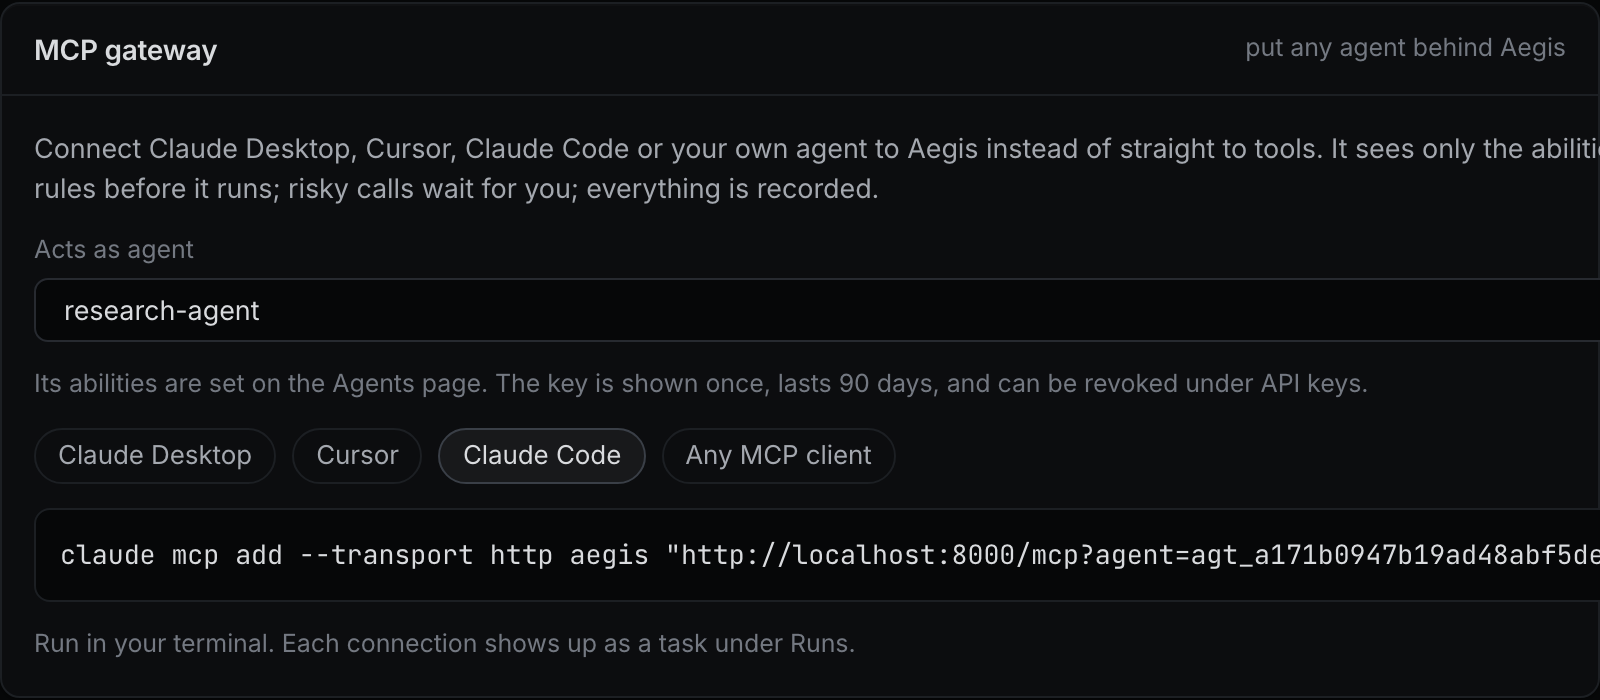 MCP gateway
put any agent behind Aegis
Connect Claude Desktop, Cursor, Claude Code or your own agent to Aegis instead of straight to tools. It sees only the
rules before it runs; risky calls wait for you; everything is recorded.
Acts as agent
research-agent
Its abilities are set on the Agents page. The key is shown once, lasts 90 days, and can be revoked under API keys.
Claude Desktop
Cursor
Claude Code
Any MCP client
claude mcp add --transport http aegis "http://localhost:8000/mcp?agent=agt_a171b0947b19ad48abf5de
Run in your terminal. Each connection shows up as a task under Runs.